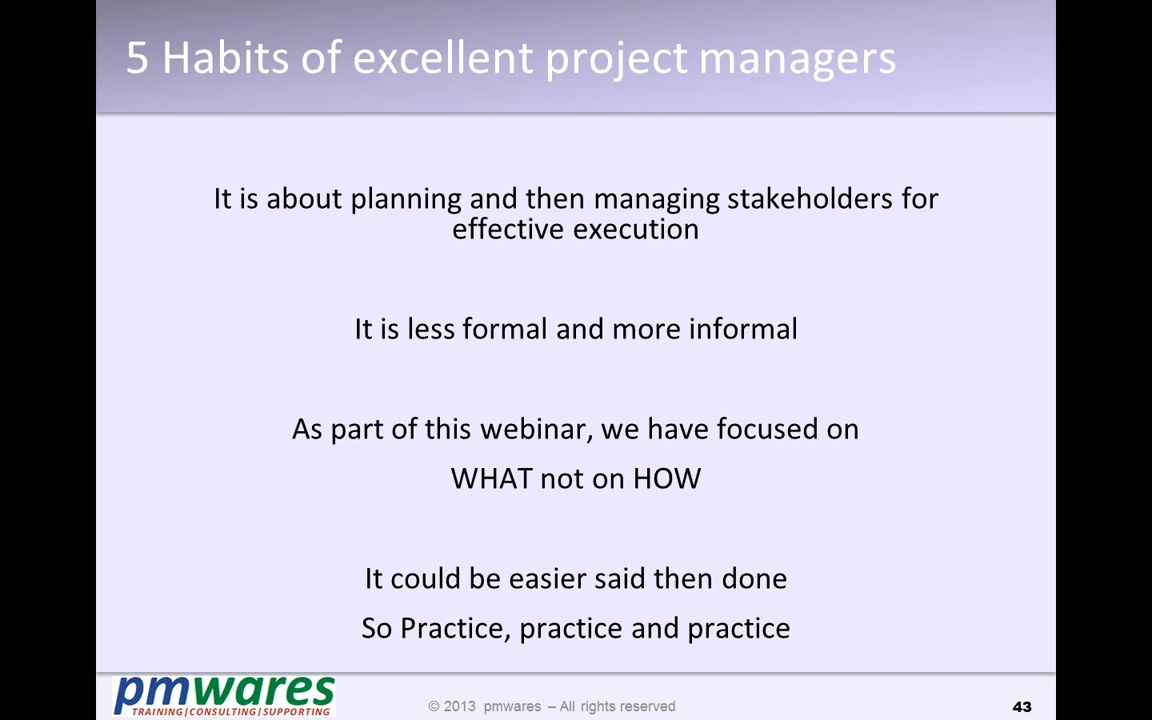 5 Habits of excellent project managers
It is about planning and then managing stakeholders for
effective execution
It is less formal and more informal
As part of this webinar, we have focused on
WHAT not on HOW
It could be easier said then done
So Practice, practice and practice
pmwares
TRAINING|CONSULTING|SUPPORTING
© 2013 pmwares – All rights reserved
43